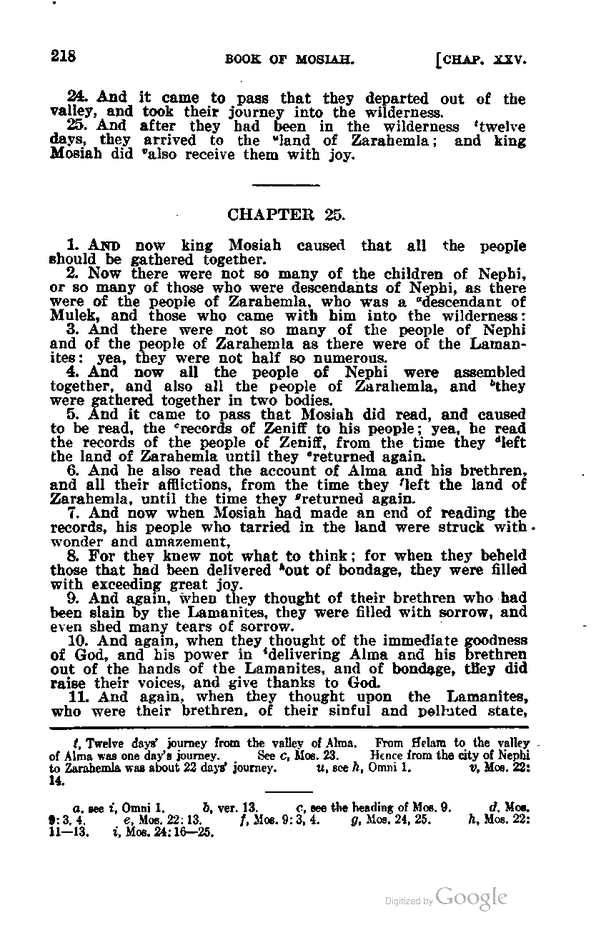 218 BOOK OF MOSIAH. [CHAP. XXV.
24. And it came to pass that they departed out of the
valley, and took their journey into the wilderness.
25. And after they had been in the wilderness ᵗtwelve
days, they arrived to the ᵘland of Zarahemla; and king
Mosiah did ᵛalso receive them with joy.
CHAPTER 25.
1. AND now king Mosiah caused that all the people
should be gathered together.
2. Now there were not so many of the children of Nephi,
or so many of those who were descendants of Nephi, as there
were of the people of Zarahemla, who was a ᵃdescendant of
Mulek, and those who came with him into the wilderness:
3. And there were not so many of the people of Nephi
and of the people of Zarahemla as there were of the Laman-
ites: yea, they were not half so numerous.
4. And now all the people of Nephi were assembled
together, and also all the people of Zarahemla, and ᵇthey
were gathered together in two bodies.
5. And it came to pass that Mosiah did read, and caused
to be read, the ᶜrecords of Zeniff to his people; yea, he read
the records of the people of Zeniff, from the time they ᵈleft
the land of Zarahemla until they ᵉreturned again.
6. And he also read the account of Alma and his brethren,
and all their afflictions, from the time they ᶠleft the land of
Zarahemla, until the time they ᵍreturned again.
7. And now when Mosiah had made an end of reading the
records, his people who tarried in the land were struck with
wonder and amazement,
8. For they knew not what to think; for when they beheld
those that had been delivered ʰout of bondage, they were filled
with exceeding great joy.
9. And again, when they thought of their brethren who had
been slain by the Lamanites, they were filled with sorrow, and
even shed many tears of sorrow.
10. And again, when they thought of the immediate goodness
of God, and his power in ⁱdelivering Alma and his brethren
out of the hands of the Lamanites, and of bondage, they did
raise their voices, and give thanks to God.
11. And again, when they thought upon the Lamanites,
who were their brethren, of their sinful and polluted state,
t, Twelve days' journey from the valley of Alma. From Helam to the valley
of Alma was one day's journey. See c, Mos. 23. Hence from the city of Nephi
to Zarahemla was about 22 days' journey. u, see h, Omni 1. v, Mos. 22:
14.
a, see i, Omni 1. b, ver. 13. c, see the heading of Mos. 9. d, Mos.
9:3, 4. e, Mos. 22:13. f, Mos. 9:3, 4. g, Mos. 24, 25. h, Mos. 22:
11—13. i, Mos. 24:16—25.
Digitized by Google